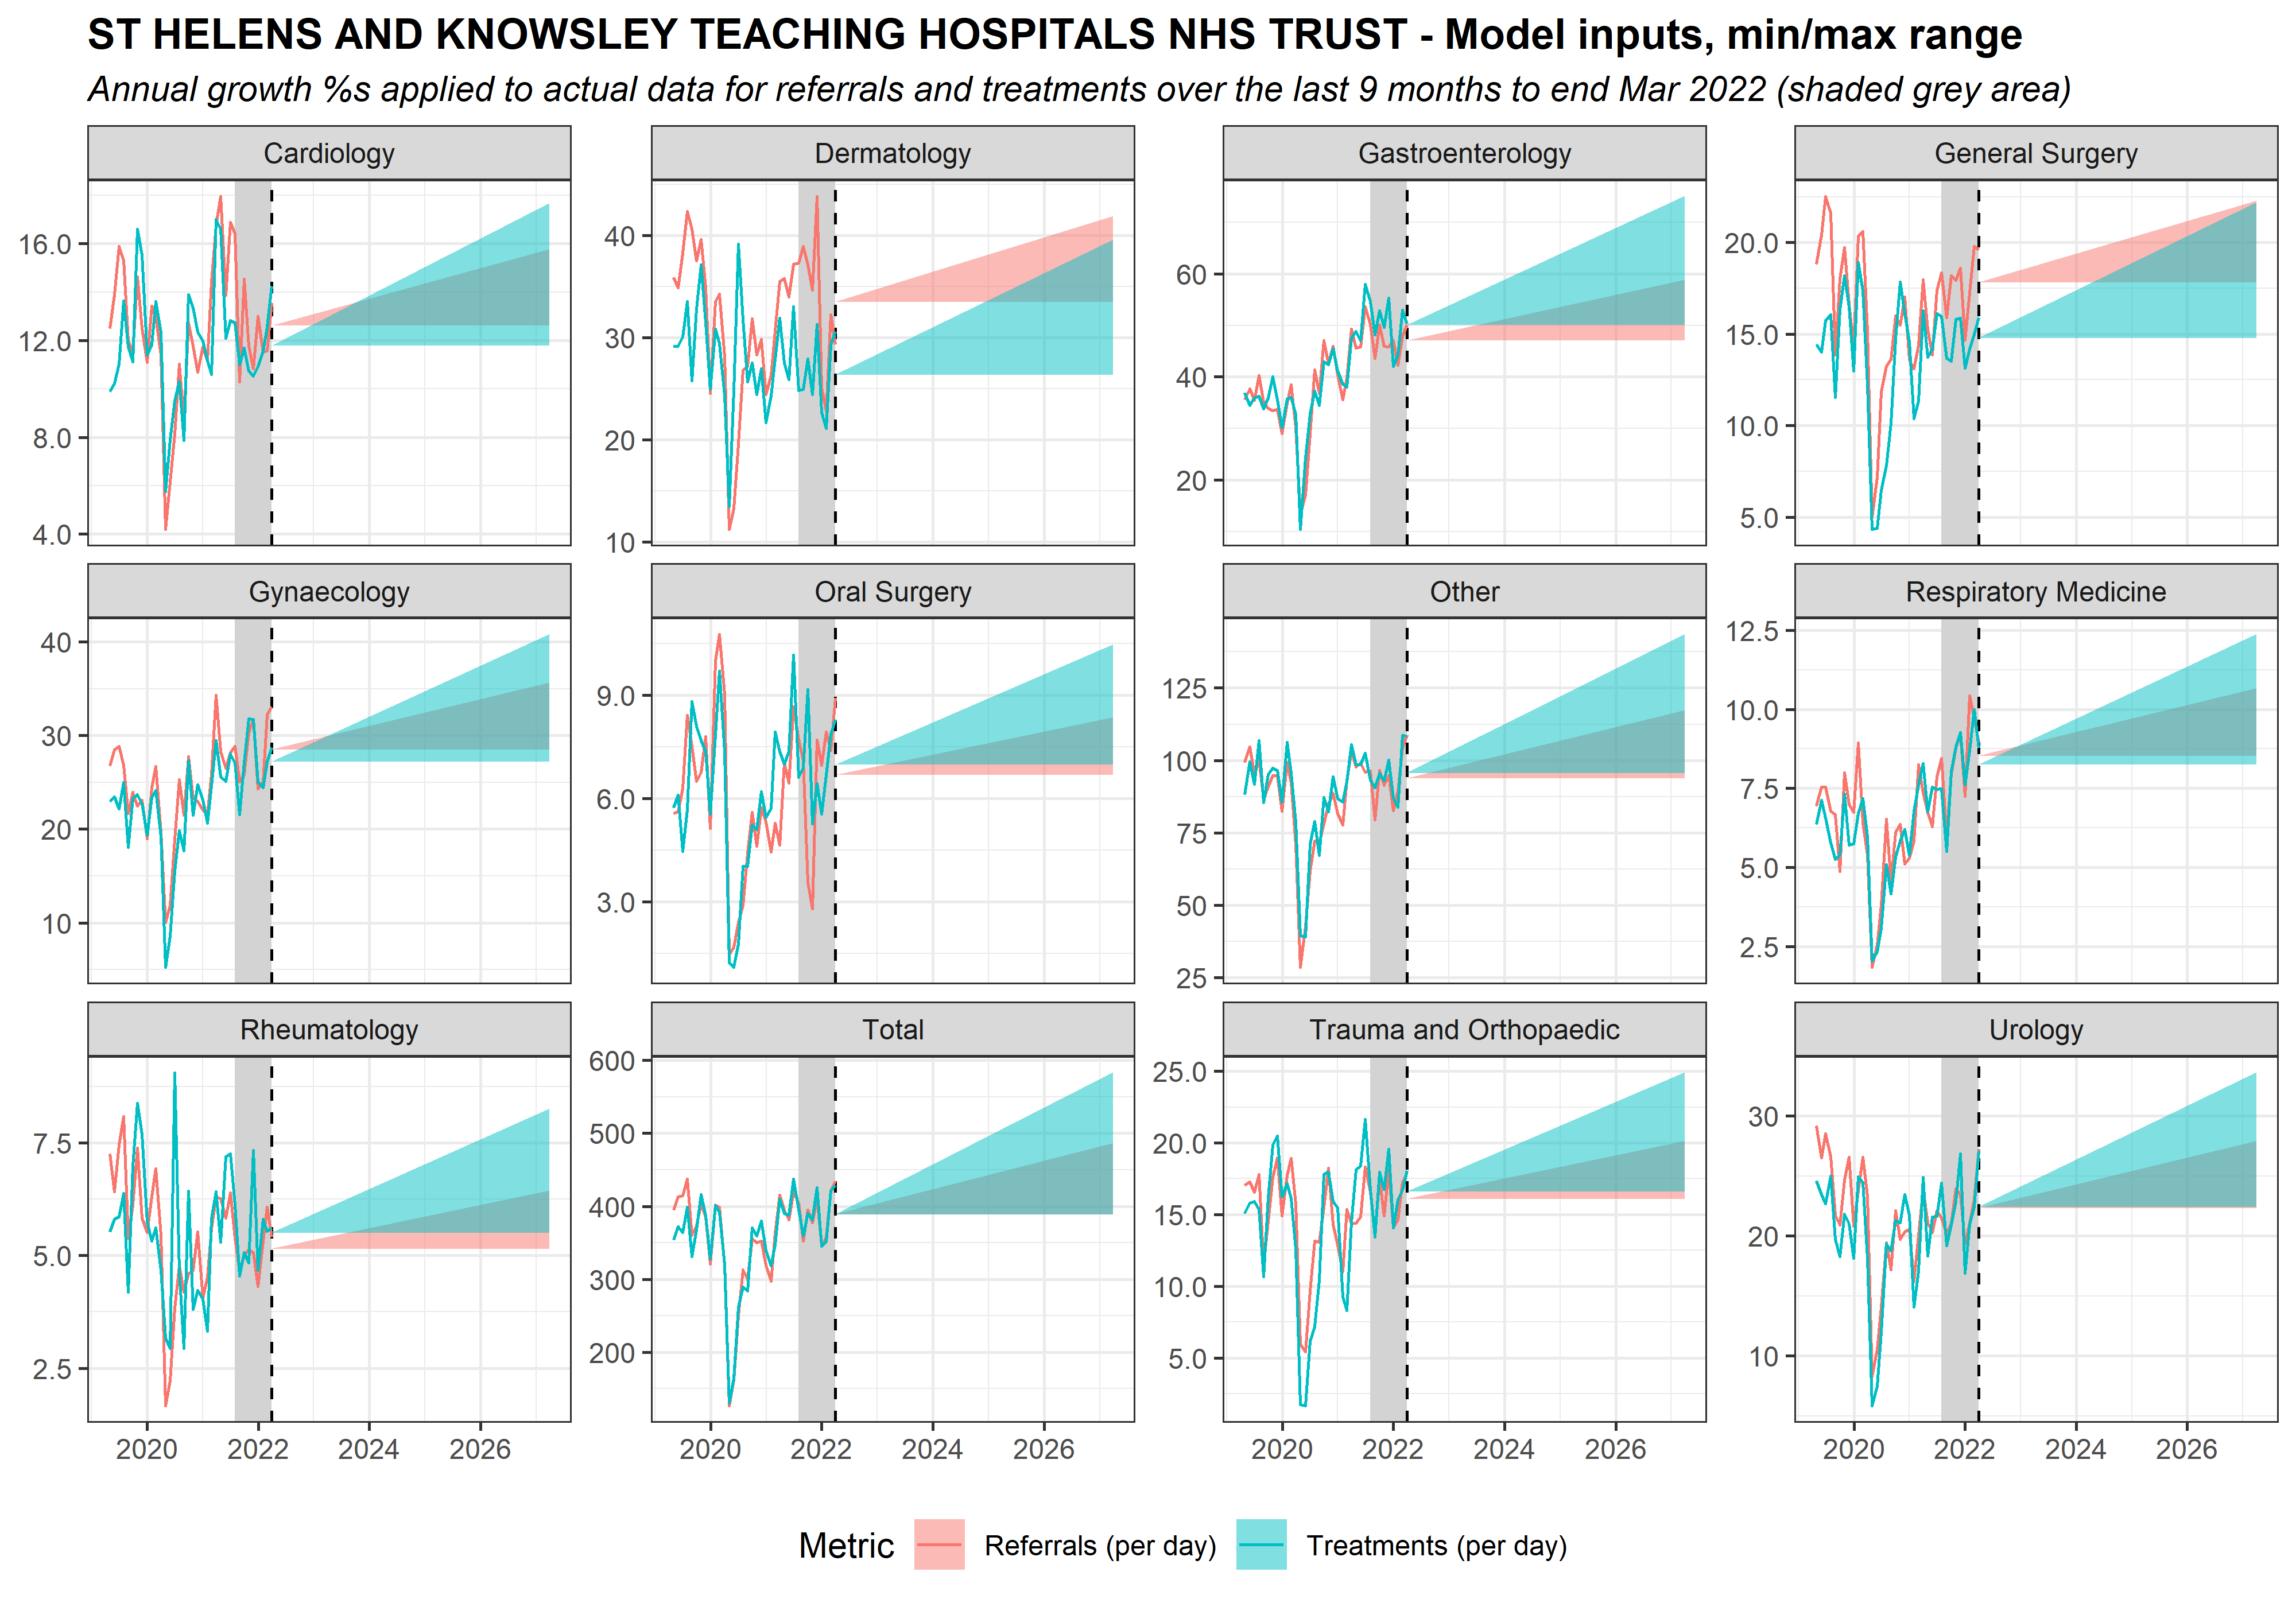 ST HELENS AND KNOWSLEY TEACHING HOSPITALS NHS TRUST - Model inputs, min/max range
Annual growth %s applied to actual data for referrals and treatments over the last 9 months to end Mar 2022 (shaded grey area)
Cardiology
16.0
12.0
8.0
4.0
Dermatology
40
30
20
10
Gastroenterology
60
40
20
General Surgery
20.0
15.0
10.0
5.0
Gynaecology
40
30
20
10
Oral Surgery
9.0
6.0
3.0
Other
125
100
75
50
25
Respiratory Medicine
12.5
10.0
7.5
5.0
2.5
Rheumatology
7.5
5.0
2.5
2020 2022 2024 2026
Total
600
500
400
300
200
2020 2022 2024 2026
Trauma and Orthopaedic
25.0
20.0
15.0
10.0
5.0
2020 2022 2024 2026
Urology
30
20
10
2020 2022 2024 2026
Metric Referrals (per day) Treatments (per day)